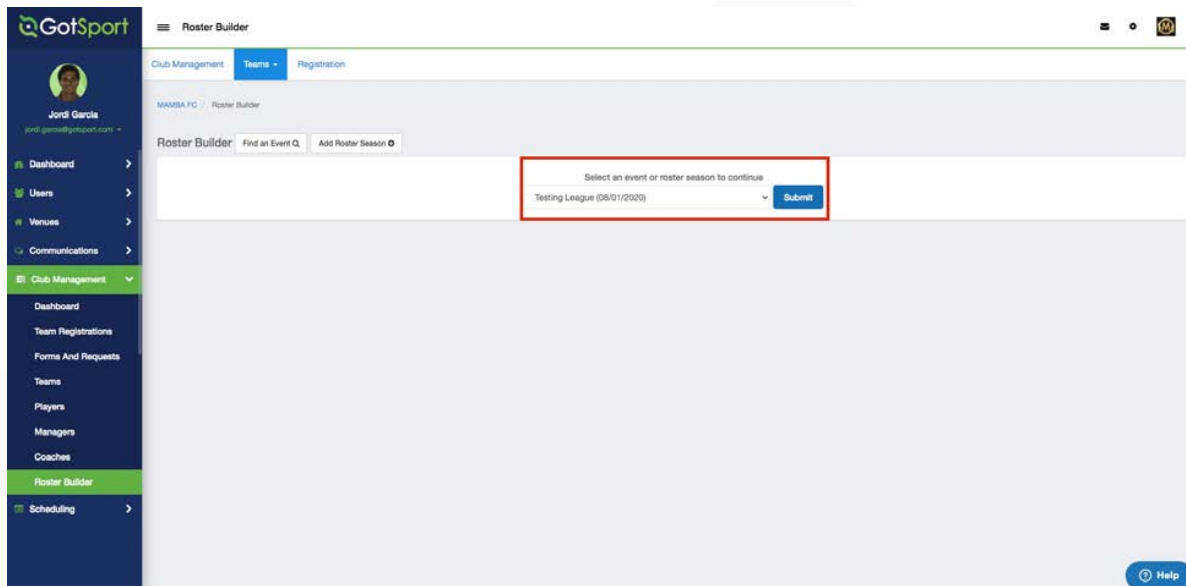 GotSport
Roster Builder
Club Management
Teams
Registration
Jordi Garcia
jordi.garcia@gotsport.com
MAMBA FC / Roster Builder
Roster Builder
Find an Event
Add Roster Season
Select an event or roster season to continue
Testing League (08/01/2020)
Submit
Dashboard
Users
Venues
Communications
Club Management
Dashboard
Team Registrations
Forms And Requests
Teams
Players
Managers
Coaches
Roster Builder
Scheduling
Help